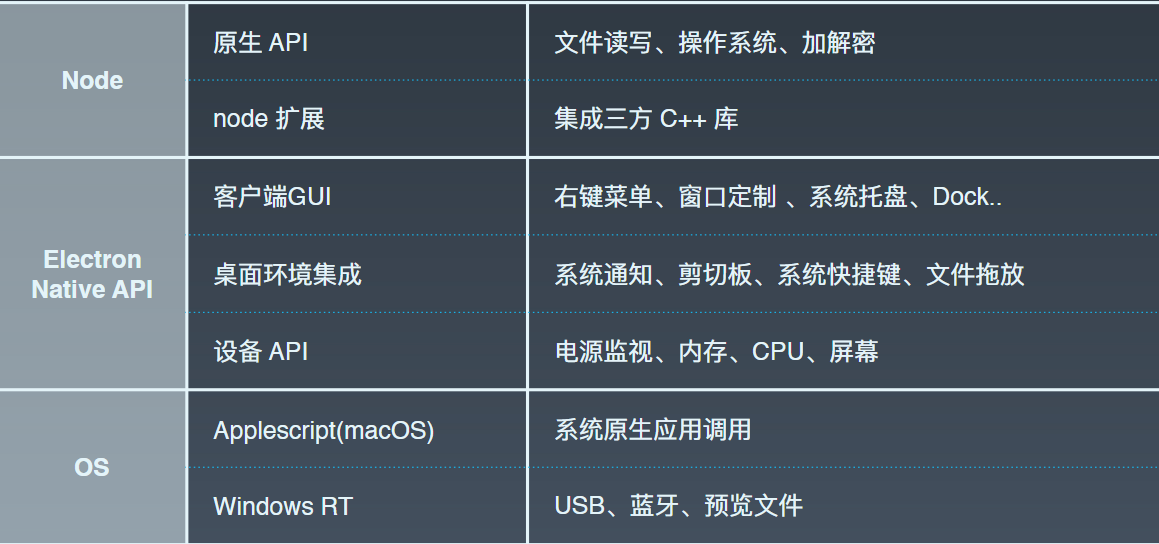 Node
原生 API
文件读写、操作系统、加解密
node 扩展
集成三方 C++ 库
Electron
Native API
客户端GUI
右键菜单、窗口定制 、系统托盘、Dock..
桌面环境集成
系统通知、剪切板、系统快捷键、文件拖放
设备 API
电源监视、内存、CPU、屏幕
OS
Applescript(macOS)
系统原生应用调用
Windows RT
USB、蓝牙、预览文件